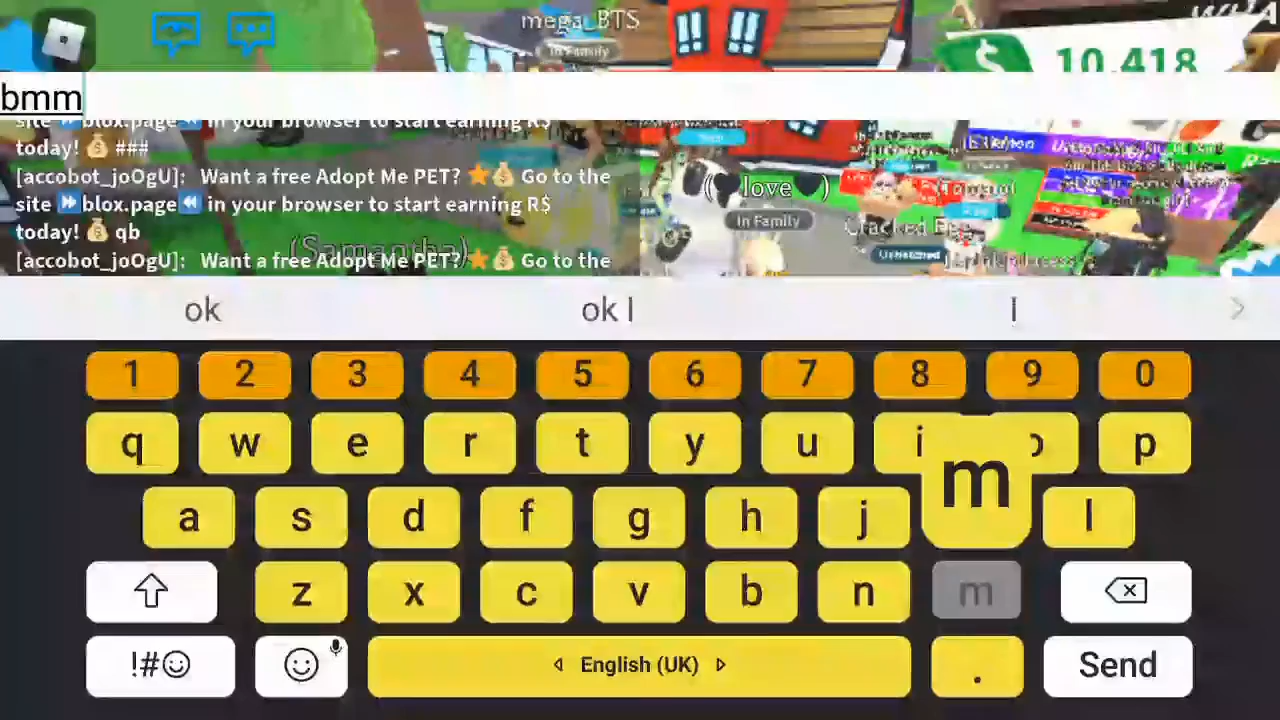 mega_BTS
In Family
10,418
bmm
site ⏩blox.page⏪ in your browser to start earning R$
today! 💰 ###
[accobot_joOgU]: Want a free Adopt Me PET? ⭐💰 Go to the
site ⏩blox.page⏪ in your browser to start earning R$
today! 💰 qb
[accobot_joOgU]: Want a free Adopt Me PET? ⭐💰 Go to the
(Samantha)
(🖤 love 🖤)
In Family
Cracked Egg
ok ok I I
1 2 3 4 5 6 7 8 9 0
q w e r t y u i o p
a s d f g h j m l
z x c v b n m
!#☺ English (UK) . Send